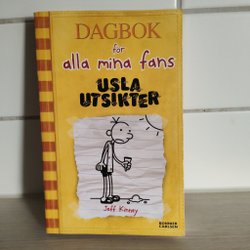 DAGBOK
för
alla mina fans
USLA
UTSIKTER
Jeff Kinney
BONNIER
CARLSEN